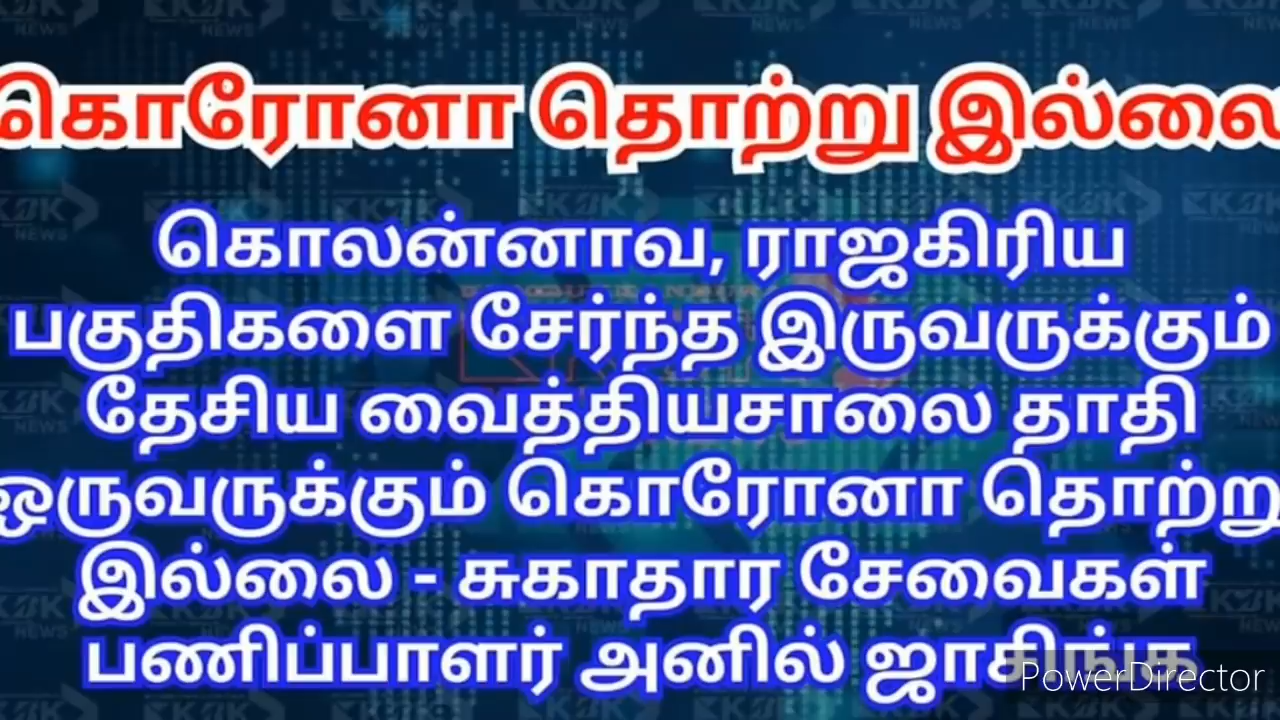 கொரோனா தொற்று இல்லை
கொலன்னாவ, ராஜகிரிய
பகுதிகளை சேர்ந்த இருவருக்கும்
தேசிய வைத்தியசாலை தாதி
ஒருவருக்கும் கொரோனா தொற்று
இல்லை - சுகாதார சேவைகள்
பணிப்பாளர் அனில் ஜாசிங்க
PowerDirector